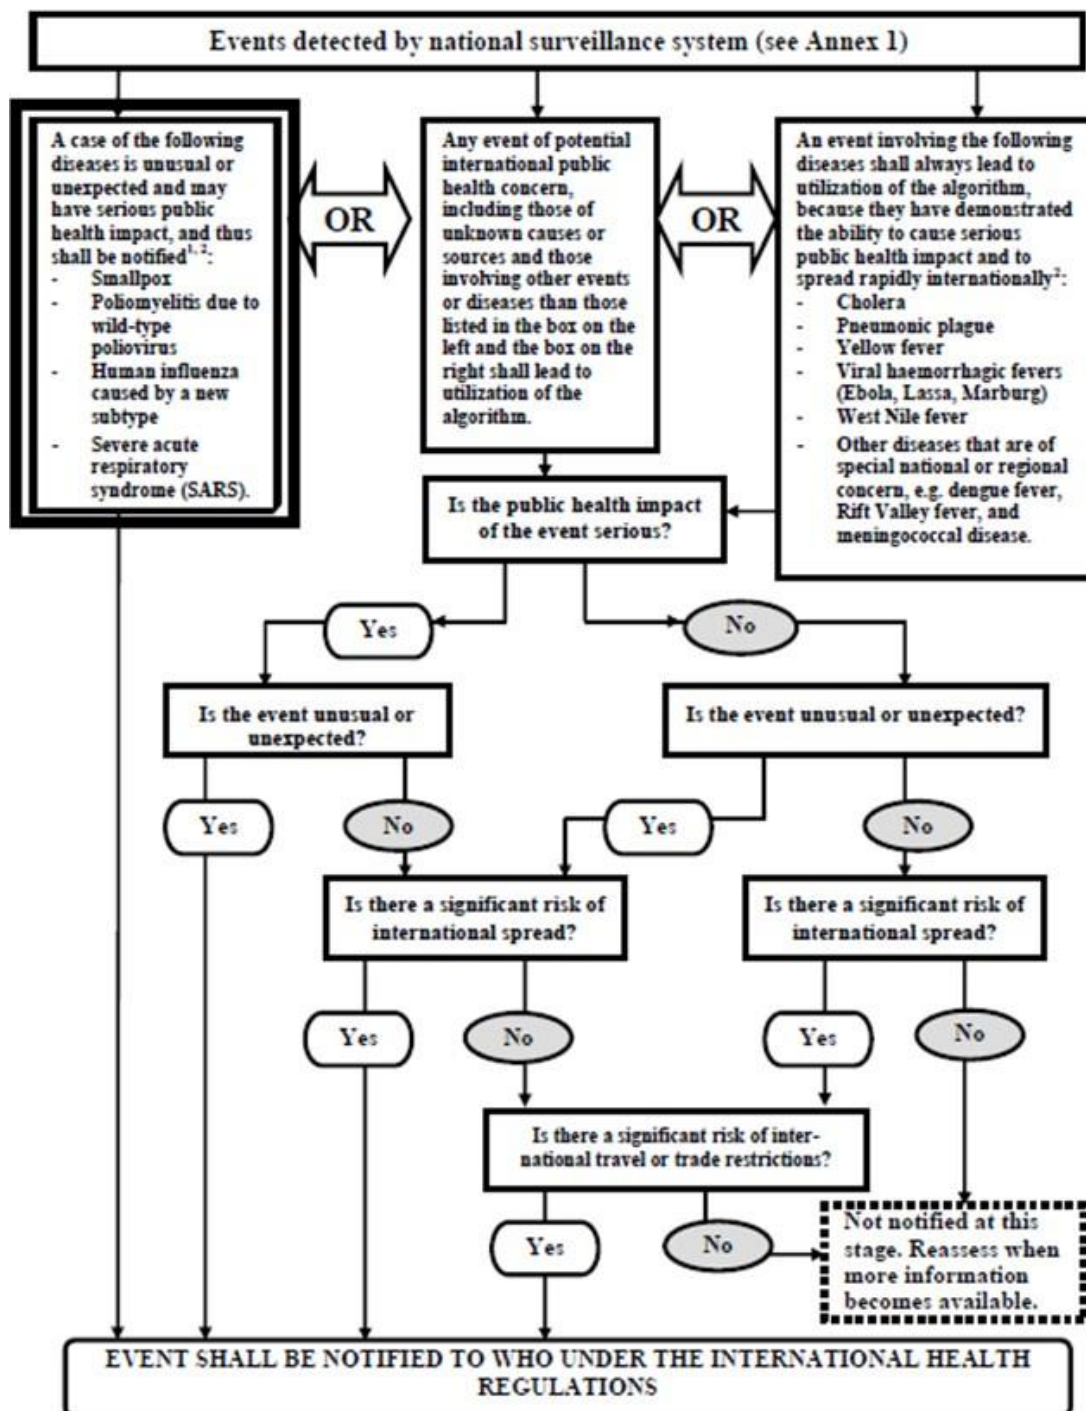 Events detected by national surveillance system (see Annex 1)
A case of the following
diseases is unusual or
unexpected and may
have serious public
health impact, and thus
shall be notified1, 2:
- Smallpox
- Poliomyelitis due to
wild-type
poliovirus
- Human influenza
caused by a new
subtype
- Severe acute
respiratory
syndrome (SARS).
OR
Any event of potential
international public
health concern,
including those of
unknown causes or
sources and those
involving other events
or diseases than those
listed in the box on the
left and the box on the
right shall lead to
utilization of the
algorithm.
OR
An event involving the following
diseases shall always lead to
utilization of the algorithm,
because they have demonstrated
the ability to cause serious
public health impact and to
spread rapidly internationally2:
- Cholera
- Pneumonic plague
- Yellow fever
- Viral haemorrhagic fevers
(Ebola, Lassa, Marburg)
- West Nile fever
- Other diseases that are of
special national or regional
concern, e.g. dengue fever,
Rift Valley fever, and
meningococcal disease.
Is the public health impact
of the event serious?
Yes
No
Is the event unusual or
unexpected?
Is the event unusual or unexpected?
Yes
No
Yes
No
Is there a significant risk of
international spread?
Is there a significant risk of
international spread?
Yes
No
Yes
No
Is there a significant risk of inter-
national travel or trade restrictions?
Yes
No
Not notified at this
stage. Reassess when
more information
becomes available.
EVENT SHALL BE NOTIFIED TO WHO UNDER THE INTERNATIONAL HEALTH
REGULATIONS